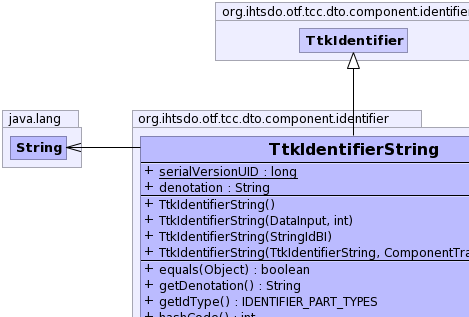 org.ihtsdo.otf.tcc.dto.component.identifier
TtkIdentifier
java.lang
String
org.ihtsdo.otf.tcc.dto.component.identifier
TtkIdentifierString
+ serialVersionUID : long
+ denotation : String
+ TtkIdentifierString()
+ TtkIdentifierString(DataInput, int)
+ TtkIdentifierString(StringIdBI)
+ TtkIdentifierString(TtkIdentifierString, ComponentTra
+ equals(Object) : boolean
+ getDenotation() : String
+ getIdType() : IDENTIFIER_PART_TYPES
+ hashCode() : int